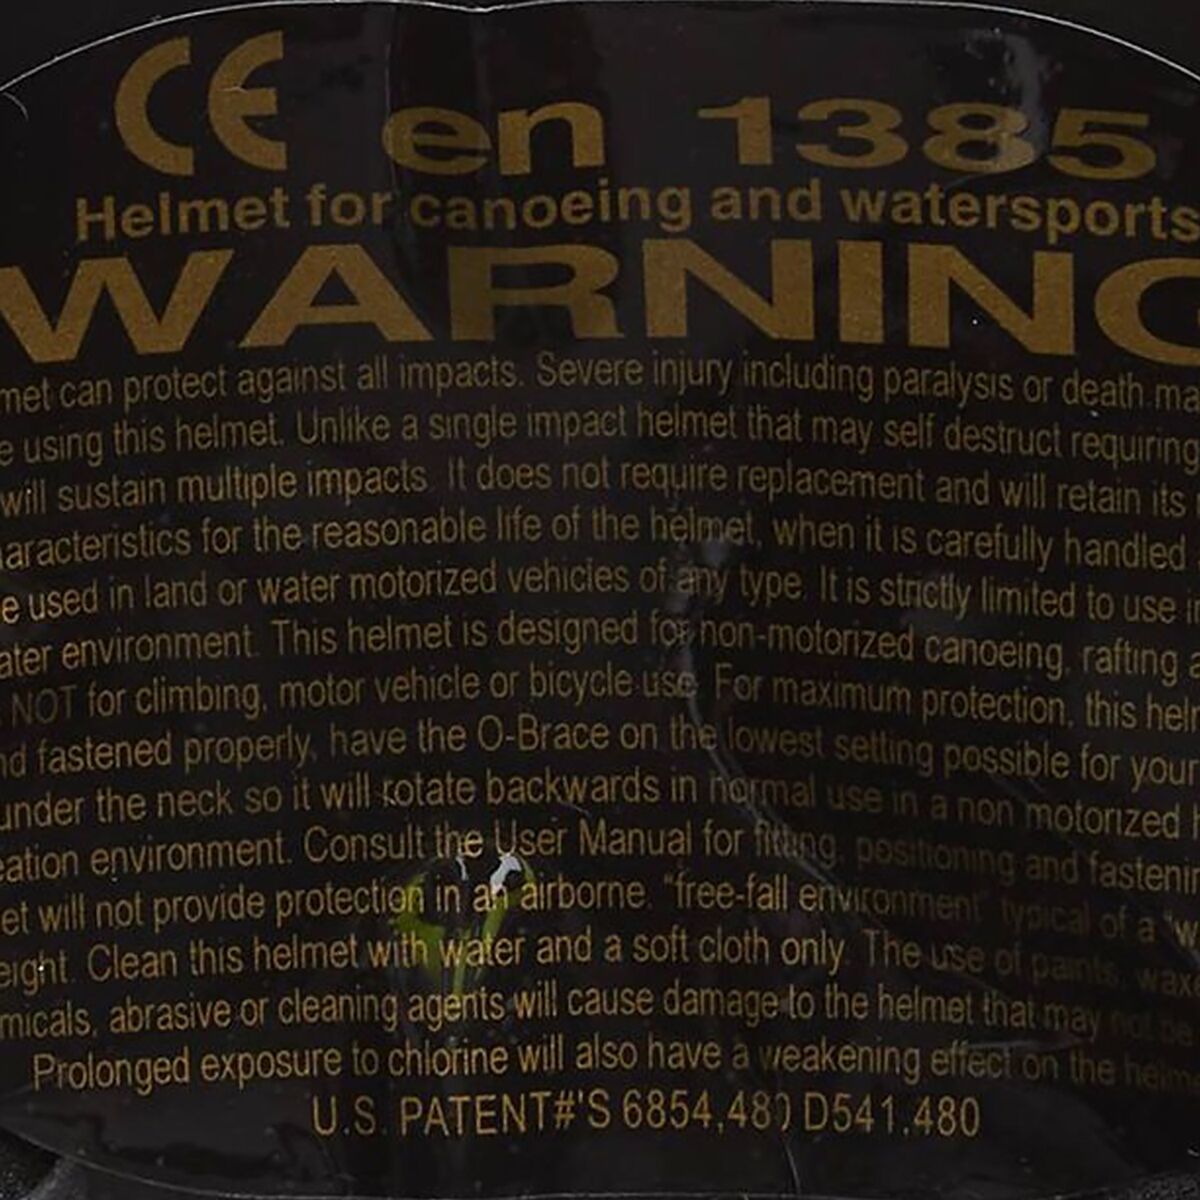 CE en 1385
Helmet for canoeing and watersports
WARNING
met can protect against all impacts. Severe injury including paralysis or death ma
e using this helmet. Unlike a single impact helmet that may self destruct requiring
will sustain multiple impacts. It does not require replacement and will retain its
aracteristics for the reasonable life of the helmet, when it is carefully handled
e used in land or water motorized vehicles of any type. It is strictly limited to use i
ater environment. This helmet is designed for non-motorized canoeing, rafting a
NOT for climbing, motor vehicle or bicycle use. For maximum protection, this hel
nd fastened properly, have the O-Brace on the lowest setting possible for your
under the neck so it will rotate backwards in normal use in a non motorized
eation environment. Consult the User Manual for fitting, positioning and fastenin
et will not provide protection in an airborne, "free-fall environment" typical of a "w
eight. Clean this helmet with water and a soft cloth only. The use of paints, wax
micals, abrasive or cleaning agents will cause damage to the helmet that may not be
Prolonged exposure to chlorine will also have a weakening effect on the helm
U.S. PATENT#'S 6854,480 D541,480